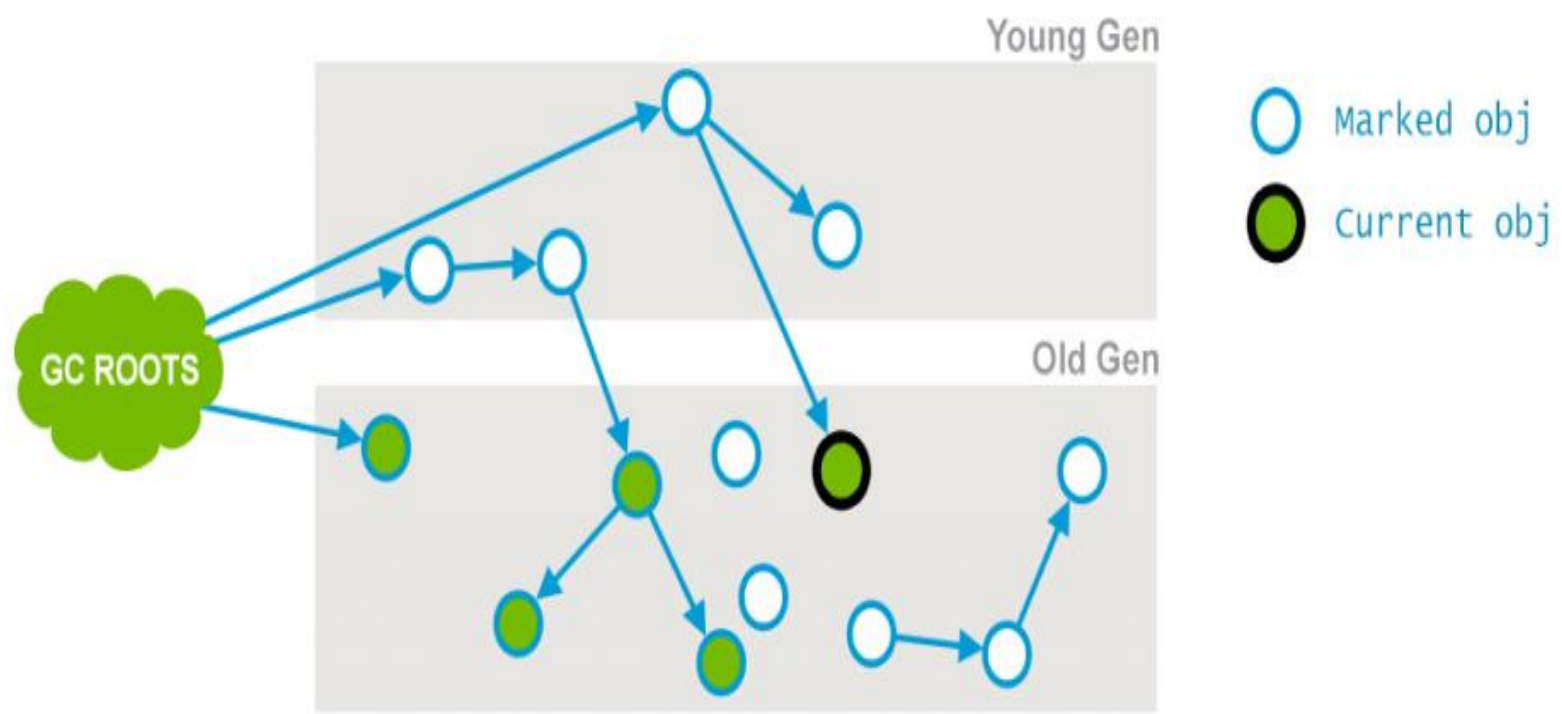 Young Gen
Marked obj
Current obj
Old Gen
GC ROOTS